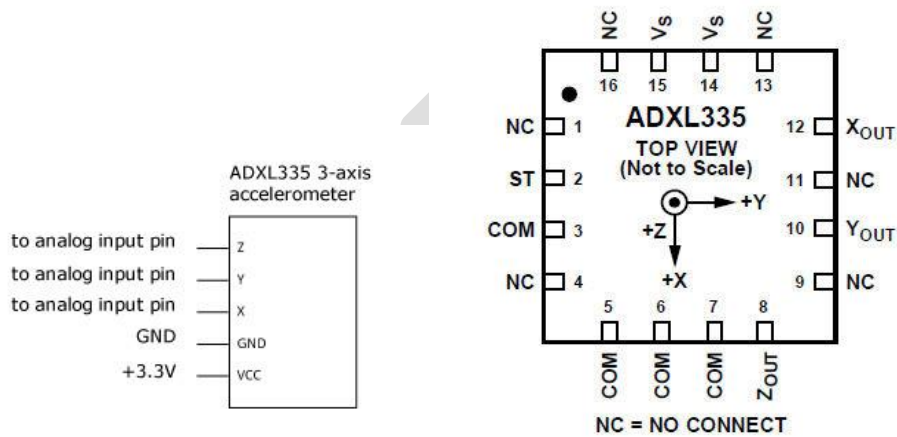 ADXL335 3-axis
accelerometer
to analog input pin Z
to analog input pin Y
to analog input pin X
GND GND
+3.3V VCC
NC VS VS NC
16 15 14 13
ADXL335
TOP VIEW
(Not to Scale)
NC 1
ST 2
COM 3
NC 4
12 XOUT
11 NC
10 YOUT
9 NC
+Y
+Z
+X
5 6 7 8
COM COM COM ZOUT
NC = NO CONNECT